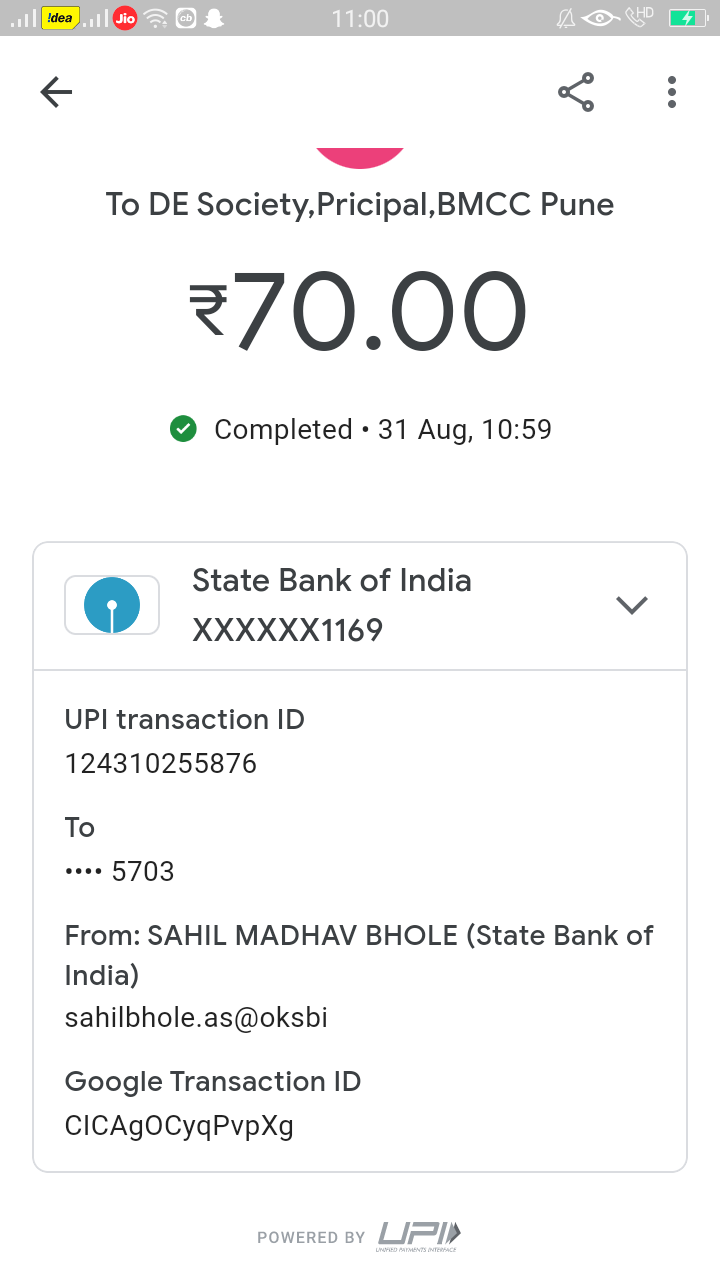 !dea Jio cb 11:00 HD
To DE Society,Pricipal,BMCC Pune
₹70.00
Completed • 31 Aug, 10:59
State Bank of India
XXXXXX1169
UPI transaction ID
124310255876
To
•••• 5703
From: SAHIL MADHAV BHOLE (State Bank of
India)
sahilbhole.as@oksbi
Google Transaction ID
CICAgOCyqPvpXg
POWERED BY UPI
UNIFIED PAYMENTS INTERFACE